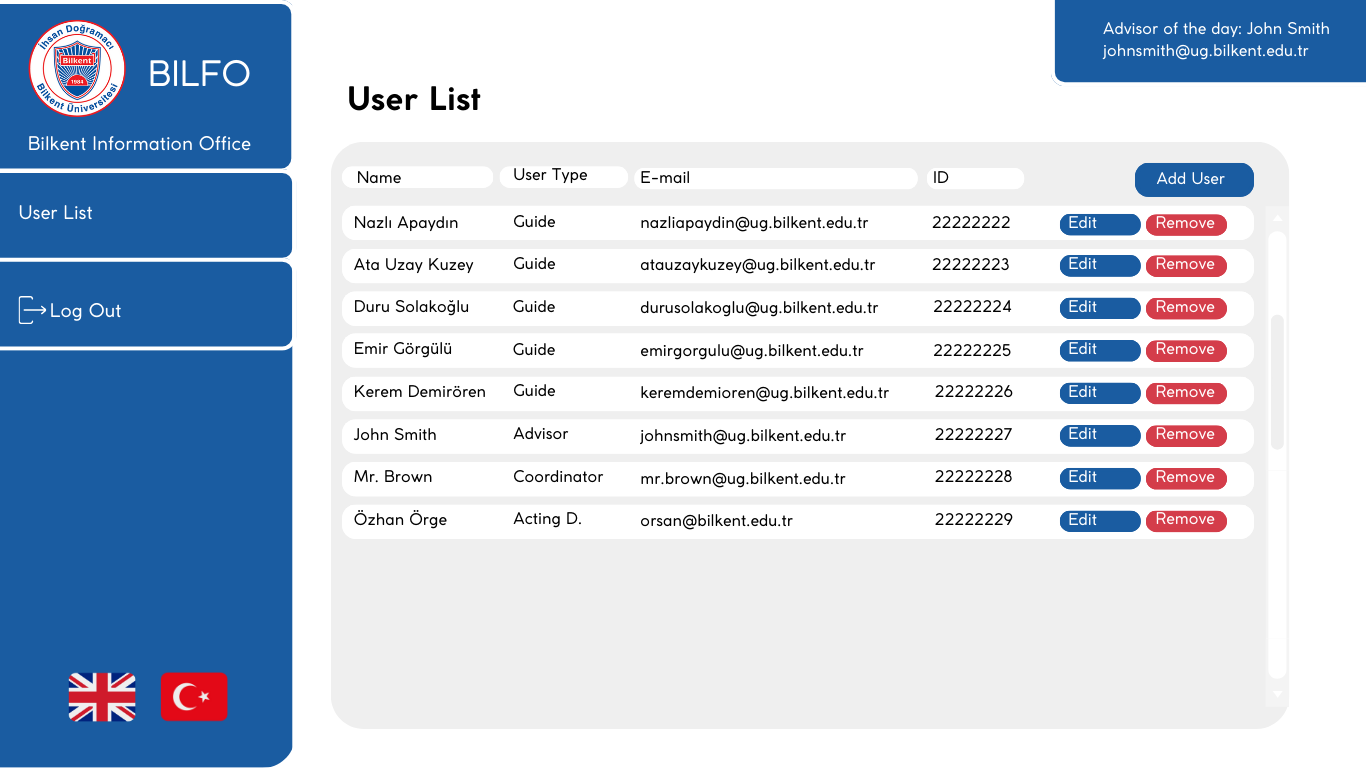 İhsan Doğramacı
Bilkent
1984
Bilkent Üniversitesi
BILFO
Bilkent Information Office
User List
Log Out
Advisor of the day: John Smith
johnsmith@ug.bilkent.edu.tr
User List
Name User Type E-mail ID Add User
Nazlı Apaydın Guide nazliapaydin@ug.bilkent.edu.tr 22222222 Edit Remove
Ata Uzay Kuzey Guide atauzaykuzey@ug.bilkent.edu.tr 22222223 Edit Remove
Duru Solakoğlu Guide durusolakoglu@ug.bilkent.edu.tr 22222224 Edit Remove
Emir Görgülü Guide emirgorgulu@ug.bilkent.edu.tr 22222225 Edit Remove
Kerem Demirören Guide keremdemioren@ug.bilkent.edu.tr 22222226 Edit Remove
John Smith Advisor johnsmith@ug.bilkent.edu.tr 22222227 Edit Remove
Mr. Brown Coordinator mr.brown@ug.bilkent.edu.tr 22222228 Edit Remove
Özhan Örge Acting D. orsan@bilkent.edu.tr 22222229 Edit Remove